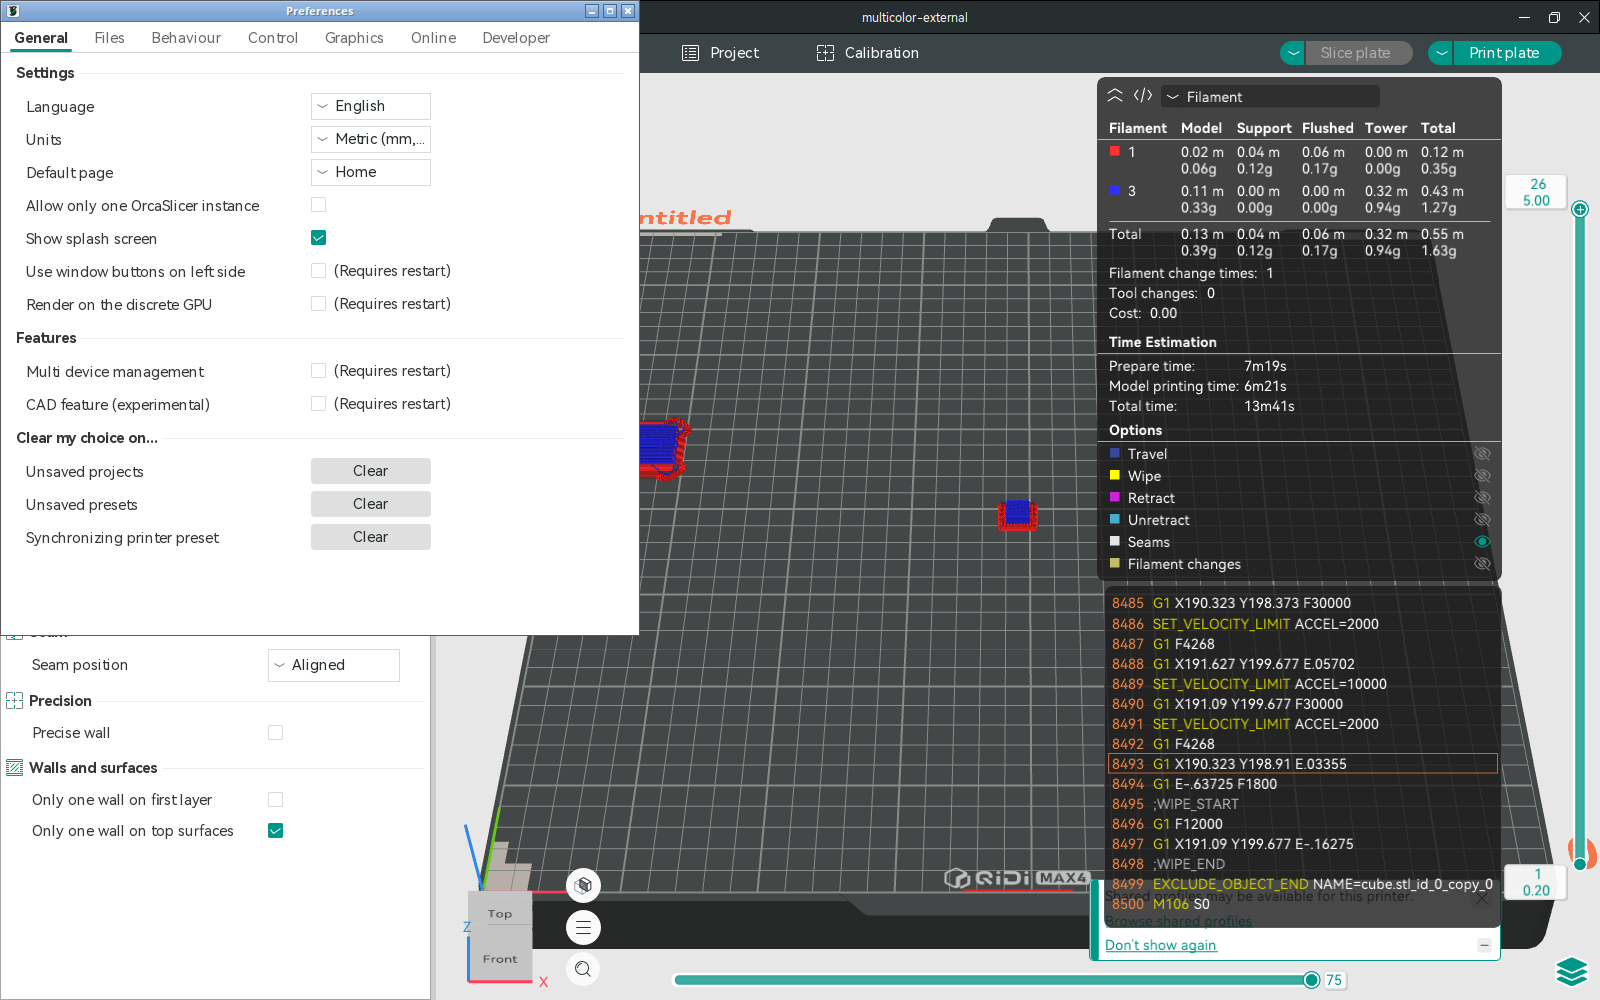 Preferences
multicolor-external
General Files Behaviour Control Graphics Online Developer
Project Calibration Slice plate Print plate
Settings
Language English
Units Metric (mm,...
Default page Home
Allow only one OrcaSlicer instance
Show splash screen
Use window buttons on left side (Requires restart)
Render on the discrete GPU (Requires restart)
Features
Multi device management (Requires restart)
CAD feature (experimental) (Requires restart)
Clear my choice on...
Unsaved projects Clear
Unsaved presets Clear
Synchronizing printer preset Clear
Seam position Aligned
Precision
Precise wall
Walls and surfaces
Only one wall on first layer
Only one wall on top surfaces
ntitled
Filament
Filament Model Support Flushed Tower Total
1 0.02 m 0.04 m 0.06 m 0.00 m 0.12 m
0.06g 0.12g 0.17g 0.00g 0.35g
3 0.11 m 0.00 m 0.00 m 0.32 m 0.43 m
0.33g 0.00g 0.00g 0.94g 1.27g
Total 0.13 m 0.04 m 0.06 m 0.32 m 0.55 m
0.39g 0.12g 0.17g 0.94g 1.63g
Filament change times: 1
Tool changes: 0
Cost: 0.00
Time Estimation
Prepare time: 7m19s
Model printing time: 6m21s
Total time: 13m41s
Options
Travel
Wipe
Retract
Unretract
Seams
Filament changes
8485 G1 X190.323 Y198.373 F30000
8486 SET_VELOCITY_LIMIT ACCEL=2000
8487 G1 F4268
8488 G1 X191.627 Y199.677 E.05702
8489 SET_VELOCITY_LIMIT ACCEL=10000
8490 G1 X191.09 Y199.677 F30000
8491 SET_VELOCITY_LIMIT ACCEL=2000
8492 G1 F4268
8493 G1 X190.323 Y198.91 E.03355
8494 G1 E-.63725 F1800
8495 ;WIPE_START
8496 G1 F12000
8497 G1 X191.09 Y199.677 E-.16275
8498 ;WIPE_END
8499 EXCLUDE_OBJECT_END NAME=cube.stl_id_0_copy_0
8500 M106 S0
Shared profiles may be available for this printer.
Browse shared profiles
Don't show again
26
5.00
1
0.20
QIDI MAX4
Top
Front
Z
X
75